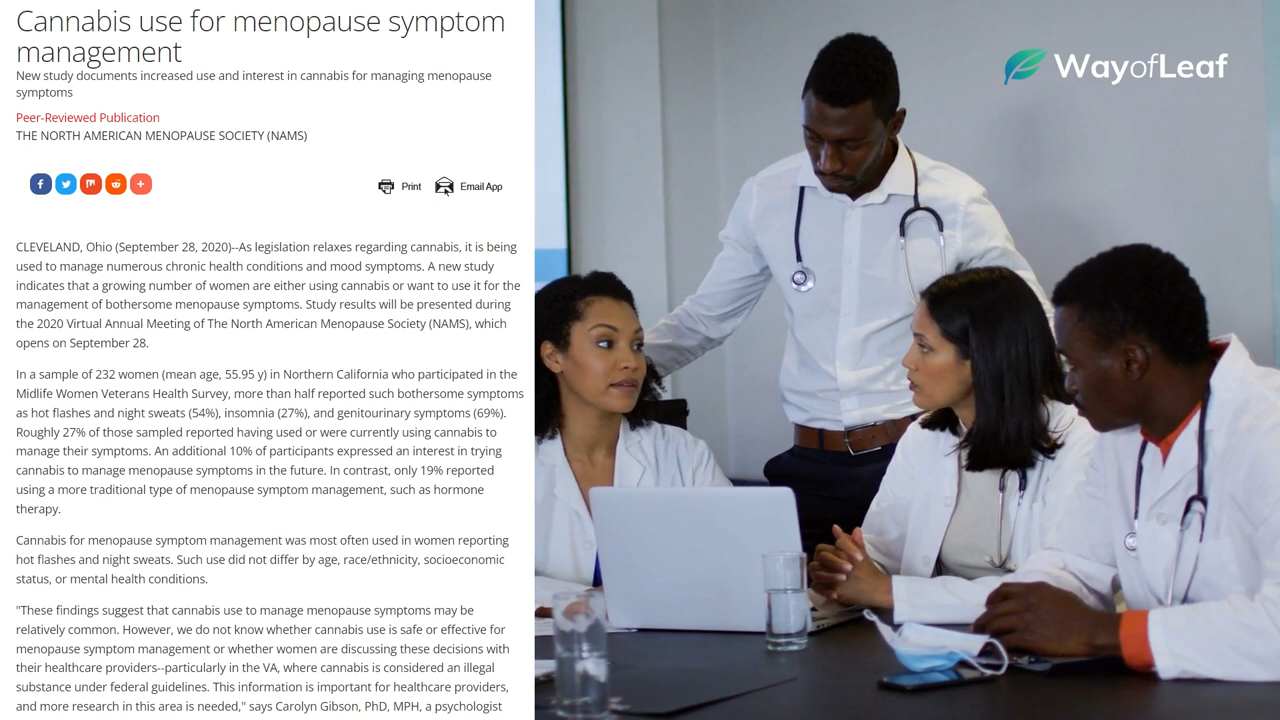 Cannabis use for menopause symptom
management
New study documents increased use and interest in cannabis for managing menopause
symptoms
Peer-Reviewed Publication
THE NORTH AMERICAN MENOPAUSE SOCIETY (NAMS)
Print
Email App
CLEVELAND, Ohio (September 28, 2020)--As legislation relaxes regarding cannabis, it is being
used to manage numerous chronic health conditions and mood symptoms. A new study
indicates that a growing number of women are either using cannabis or want to use it for the
management of bothersome menopause symptoms. Study results will be presented during
the 2020 Virtual Annual Meeting of The North American Menopause Society (NAMS), which
opens on September 28.
In a sample of 232 women (mean age, 55.95 y) in Northern California who participated in the
Midlife Women Veterans Health Survey, more than half reported such bothersome symptoms
as hot flashes and night sweats (54%), insomnia (27%), and genitourinary symptoms (69%).
Roughly 27% of those sampled reported having used or were currently using cannabis to
manage their symptoms. An additional 10% of participants expressed an interest in trying
cannabis to manage menopause symptoms in the future. In contrast, only 19% reported
using a more traditional type of menopause symptom management, such as hormone
therapy.
Cannabis for menopause symptom management was most often used in women reporting
hot flashes and night sweats. Such use did not differ by age, race/ethnicity, socioeconomic
status, or mental health conditions.
"These findings suggest that cannabis use to manage menopause symptoms may be
relatively common. However, we do not know whether cannabis use is safe or effective for
menopause symptom management or whether women are discussing these decisions with
their healthcare providers--particularly in the VA, where cannabis is considered an illegal
substance under federal guidelines. This information is important for healthcare providers,
and more research in this area is needed," says Carolyn Gibson, PhD, MPH, a psychologist
WayofLeaf